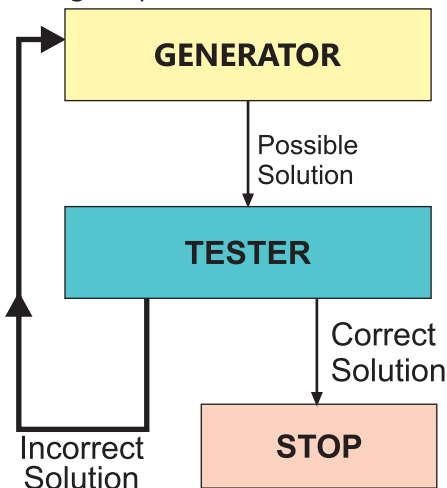 GENERATOR
Possible
Solution
TESTER
Correct
Solution
STOP
Incorrect
Solution